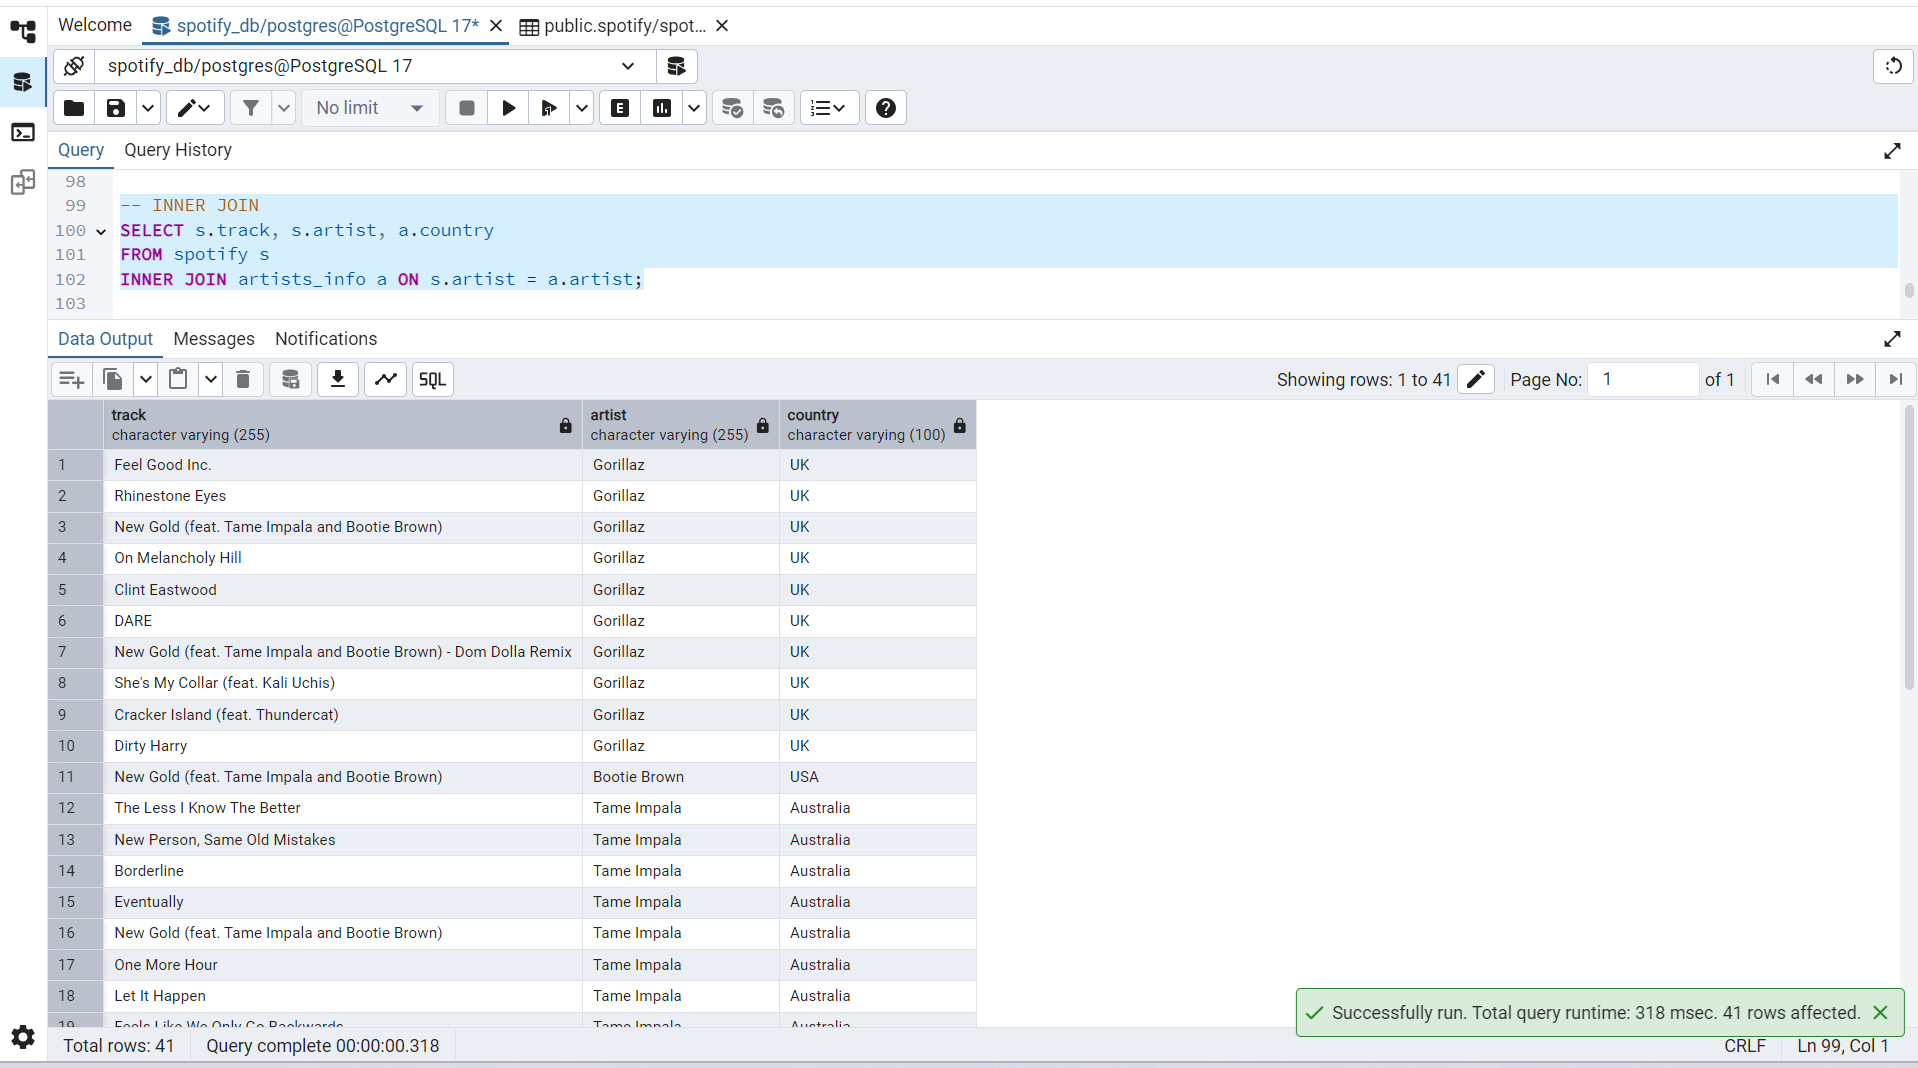 Welcome spotify_db/postgres@PostgreSQL 17* public.spotify/spot...
spotify_db/postgres@PostgreSQL 17
No limit E
Query Query History
98
99 -- INNER JOIN
100 SELECT s.track, s.artist, a.country
101 FROM spotify s
102 INNER JOIN artists_info a ON s.artist = a.artist;
103
Data Output Messages Notifications
SQL Showing rows: 1 to 41 Page No: 1 of 1
track artist country
character varying (255) character varying (255) character varying (100)
1 Feel Good Inc. Gorillaz UK
2 Rhinestone Eyes Gorillaz UK
3 New Gold (feat. Tame Impala and Bootie Brown) Gorillaz UK
4 On Melancholy Hill Gorillaz UK
5 Clint Eastwood Gorillaz UK
6 DARE Gorillaz UK
7 New Gold (feat. Tame Impala and Bootie Brown) - Dom Dolla Remix Gorillaz UK
8 She's My Collar (feat. Kali Uchis) Gorillaz UK
9 Cracker Island (feat. Thundercat) Gorillaz UK
10 Dirty Harry Gorillaz UK
11 New Gold (feat. Tame Impala and Bootie Brown) Bootie Brown USA
12 The Less I Know The Better Tame Impala Australia
13 New Person, Same Old Mistakes Tame Impala Australia
14 Borderline Tame Impala Australia
15 Eventually Tame Impala Australia
16 New Gold (feat. Tame Impala and Bootie Brown) Tame Impala Australia
17 One More Hour Tame Impala Australia
18 Let It Happen Tame Impala Australia
19 Feels Like We Only Go Backwards Tame Impala Australia
Successfully run. Total query runtime: 318 msec. 41 rows affected.
Total rows: 41 Query complete 00:00:00.318 CRLF Ln 99, Col 1